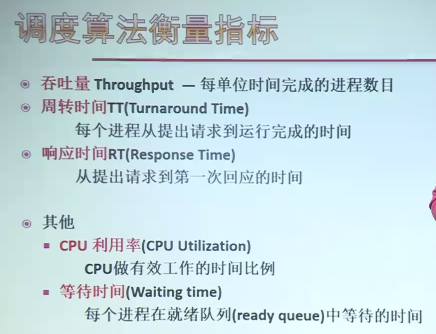 调度算法衡量指标
吞吐量 Throughput — 每单位时间完成的进程数目
周转时间TT(Turnaround Time)
每个进程从提出请求到运行完成的时间
响应时间RT(Response Time)
从提出请求到第一次回应的时间
其他
CPU 利用率(CPU Utilization)
CPU做有效工作的时间比例
等待时间(Waiting time)
每个进程在就绪队列(ready queue)中等待的时间